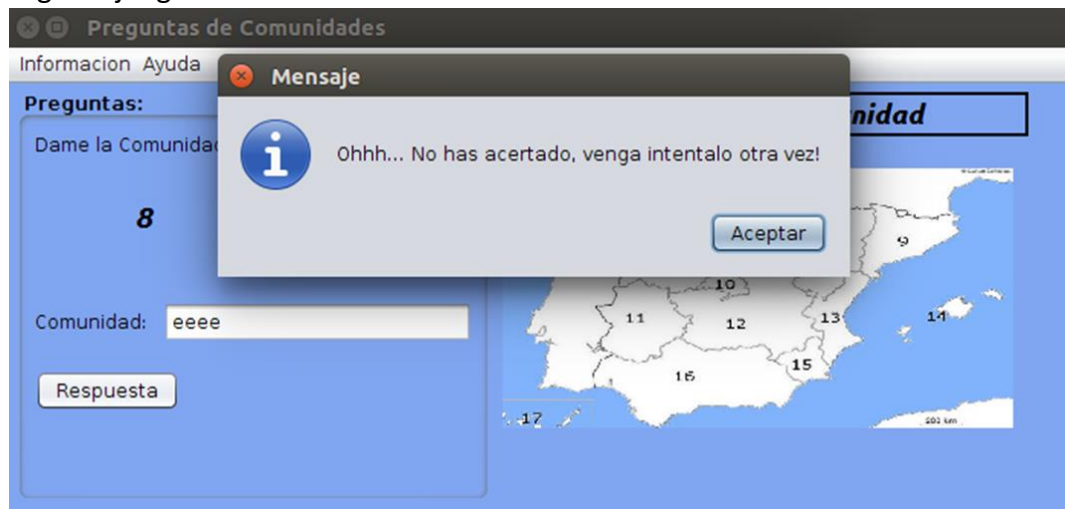 Preguntas de Comunidades
Informacion Ayuda
Mensaje
Preguntas:
nidad
Dame la Comunidad
Ohhh... No has acertado, venga intentalo otra vez!
8
Aceptar
9
10
Comunidad: eeee
11
12
13
14
15
16
Respuesta
17